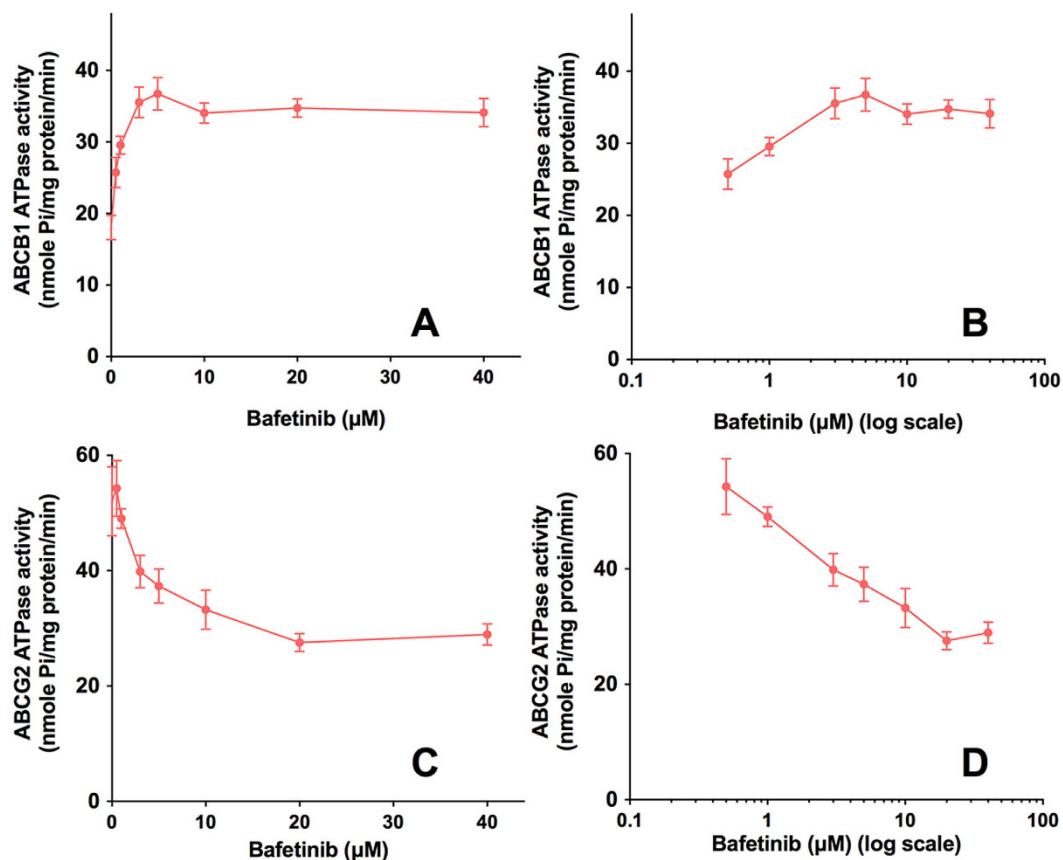 ABCB1 ATPase activity
(nmole Pi/mg protein/min)
40
30
20
10
0
0
10
20
30
40
Bafetinib (µM)
A
ABCB1 ATPase activity
(nmole Pi/mg protein/min)
40
30
20
10
0
0.1
1
10
100
Bafetinib (µM) (log scale)
B
ABCG2 ATPase activity
(nmole Pi/mg protein/min)
60
40
20
0
0
10
20
30
40
Bafetinib (µM)
C
ABCG2 ATPase activity
(nmole Pi/mg protein/min)
60
40
20
0
0.1
1
10
100
Bafetinib (µM) (log scale)
D